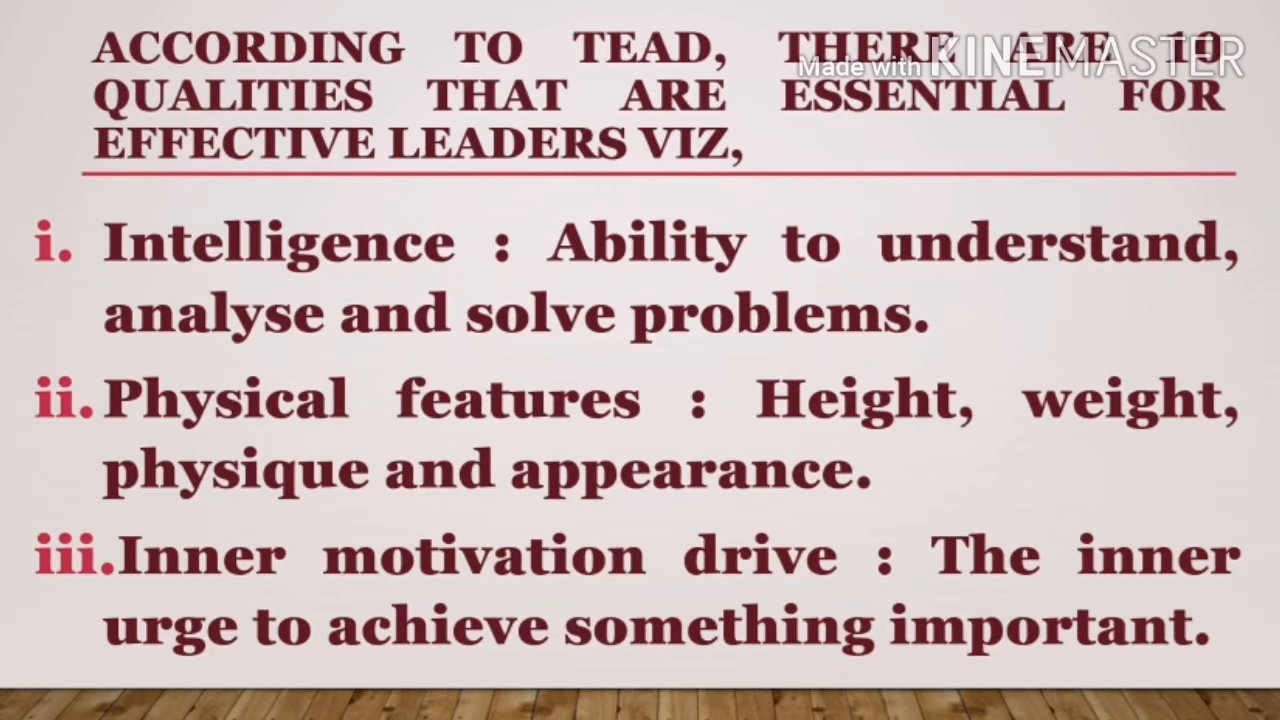 ACCORDING TO TEAD, THERE ARE 10
Made with KINEMASTER
QUALITIES THAT ARE ESSENTIAL FOR
EFFECTIVE LEADERS VIZ,
i. Intelligence : Ability to understand,
analyse and solve problems.
ii. Physical features : Height, weight,
physique and appearance.
iii. Inner motivation drive : The inner
urge to achieve something important.